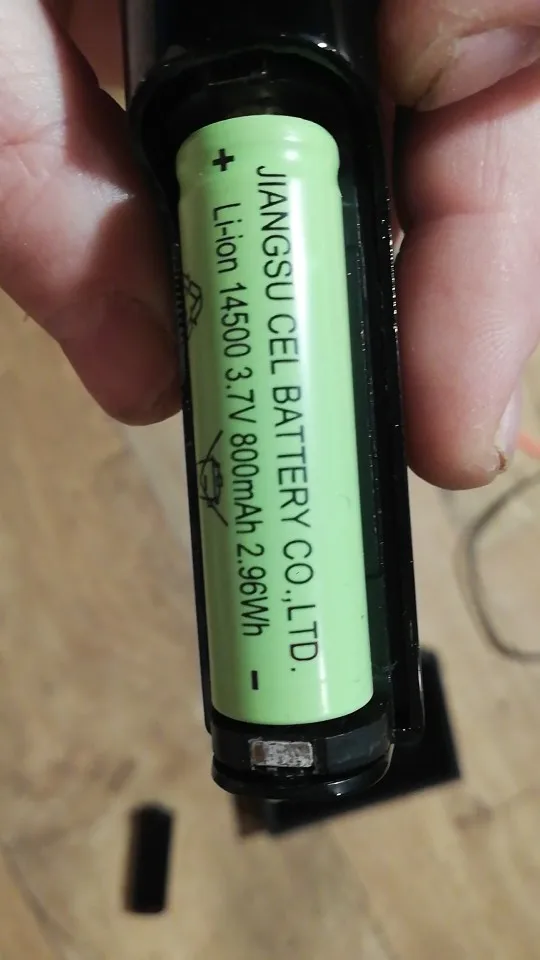 +
JIANGSU CEL BATTERY CO.,LTD.
Li-ion 14500 3.7V 800mAh 2.96Wh
-